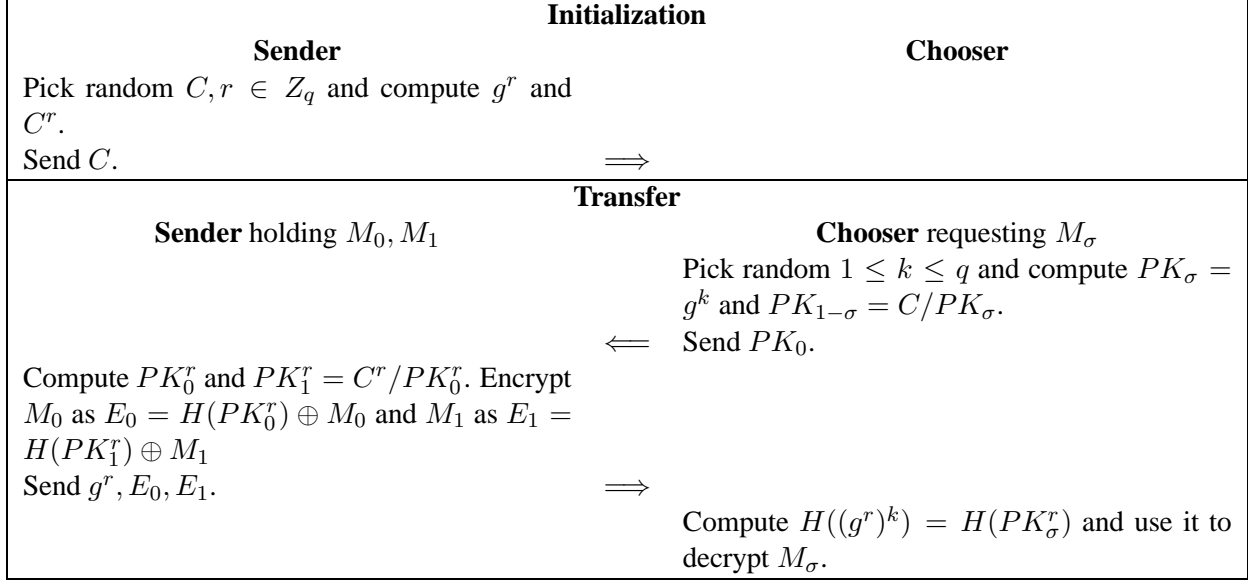 Initialization
Sender Chooser
Pick random C, r ∈ Z_q and compute g^r and
C^r.
Send C. ⟹
Transfer
Sender holding M_0, M_1 Chooser requesting M_σ
Pick random 1 ≤ k ≤ q and compute PK_σ =
g^k and PK_{1−σ} = C/PK_σ.
⟸ Send PK_0.
Compute PK_0^r and PK_1^r = C^r/PK_0^r. Encrypt
M_0 as E_0 = H(PK_0^r) ⊕ M_0 and M_1 as E_1 =
H(PK_1^r) ⊕ M_1
Send g^r, E_0, E_1. ⟹
Compute H((g^r)^k) = H(PK_σ^r) and use it to
decrypt M_σ.